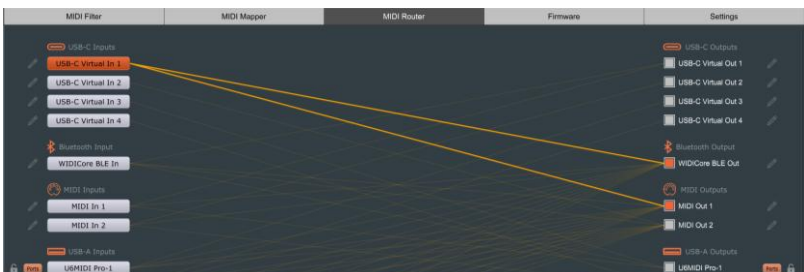 MIDI Filter MIDI Mapper MIDI Router Firmware Settings
USB-C Inputs USB-C Outputs
USB-C Virtual In 1 USB-C Virtual Out 1
USB-C Virtual In 2 USB-C Virtual Out 2
USB-C Virtual In 3 USB-C Virtual Out 3
USB-C Virtual In 4 USB-C Virtual Out 4
Bluetooth Input Bluetooth Output
WIDICore BLE In WIDICore BLE Out
MIDI Inputs MIDI Outputs
MIDI In 1 MIDI Out 1
MIDI In 2 MIDI Out 2
USB-A Inputs USB-A Outputs
Ports U6MIDI Pro-1 U6MIDI Pro-1 Ports